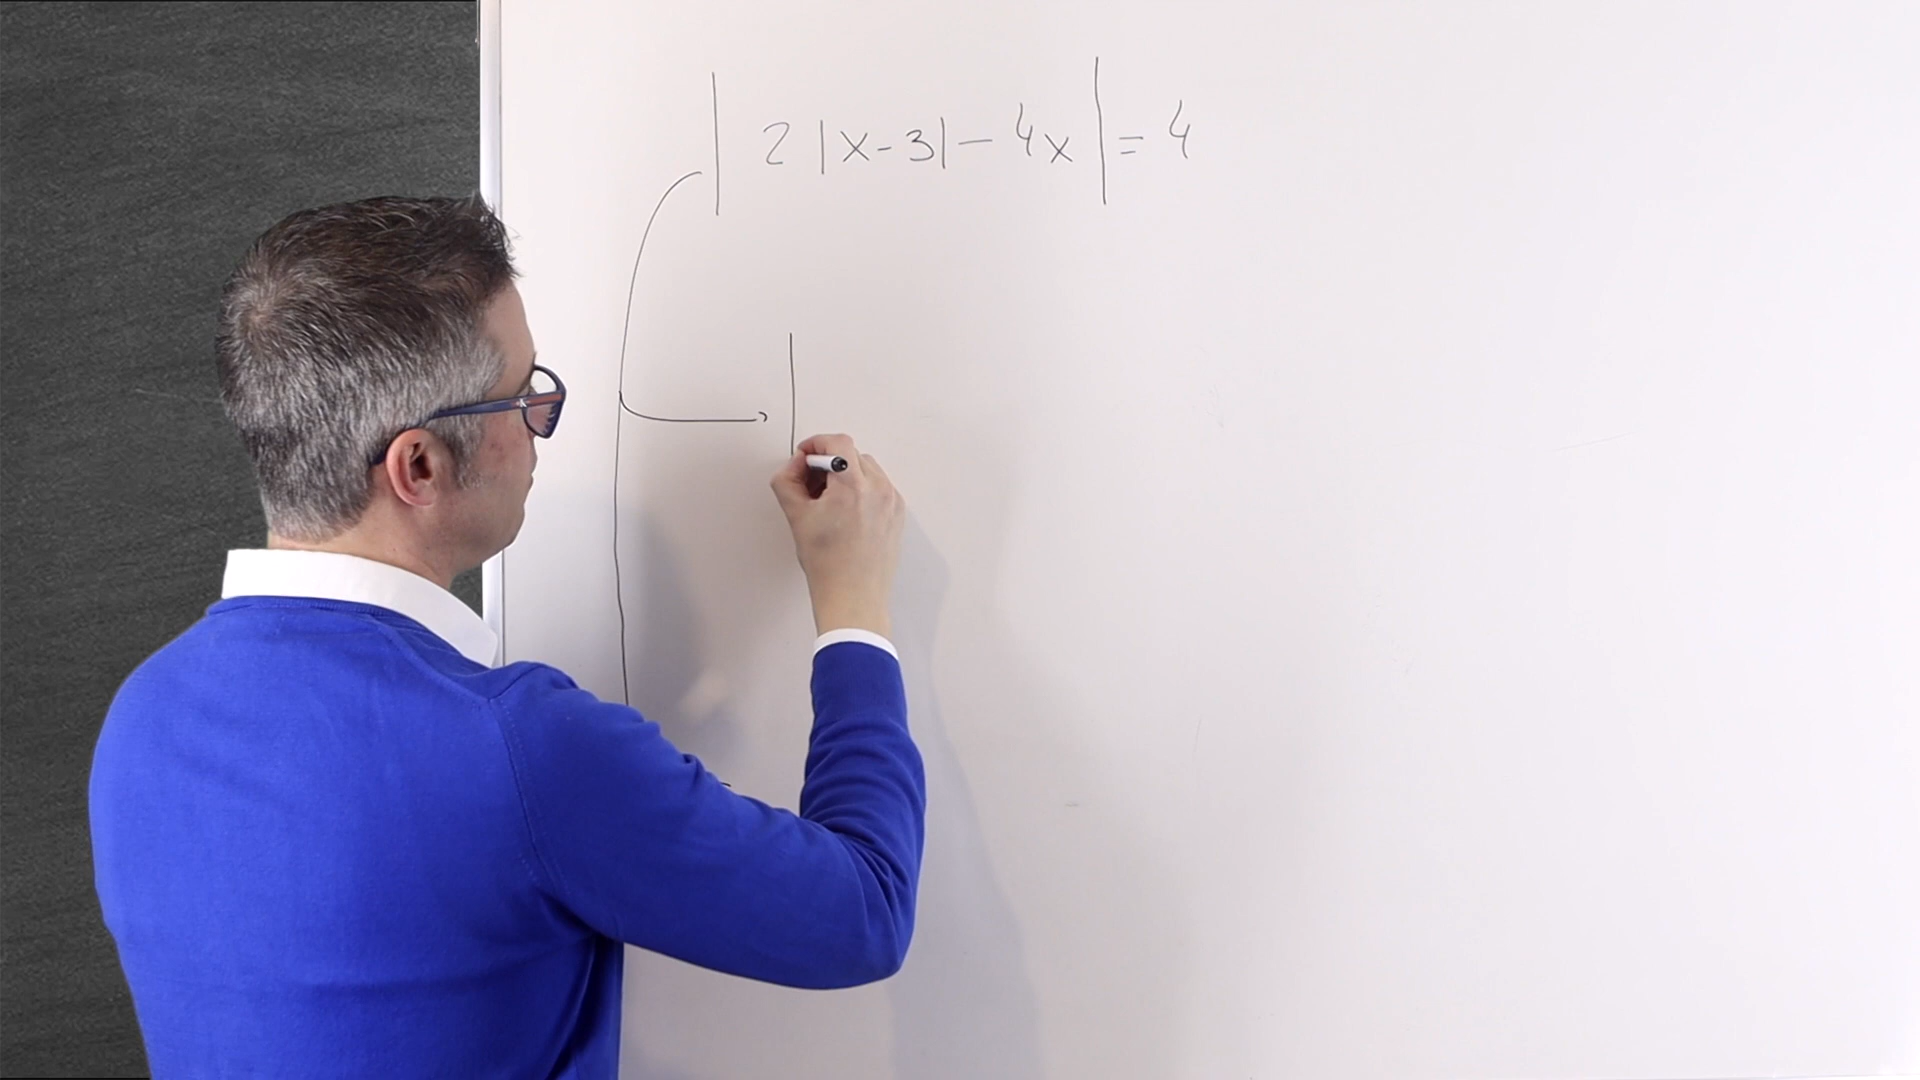 | 2 |x-3| - 4x | = 4